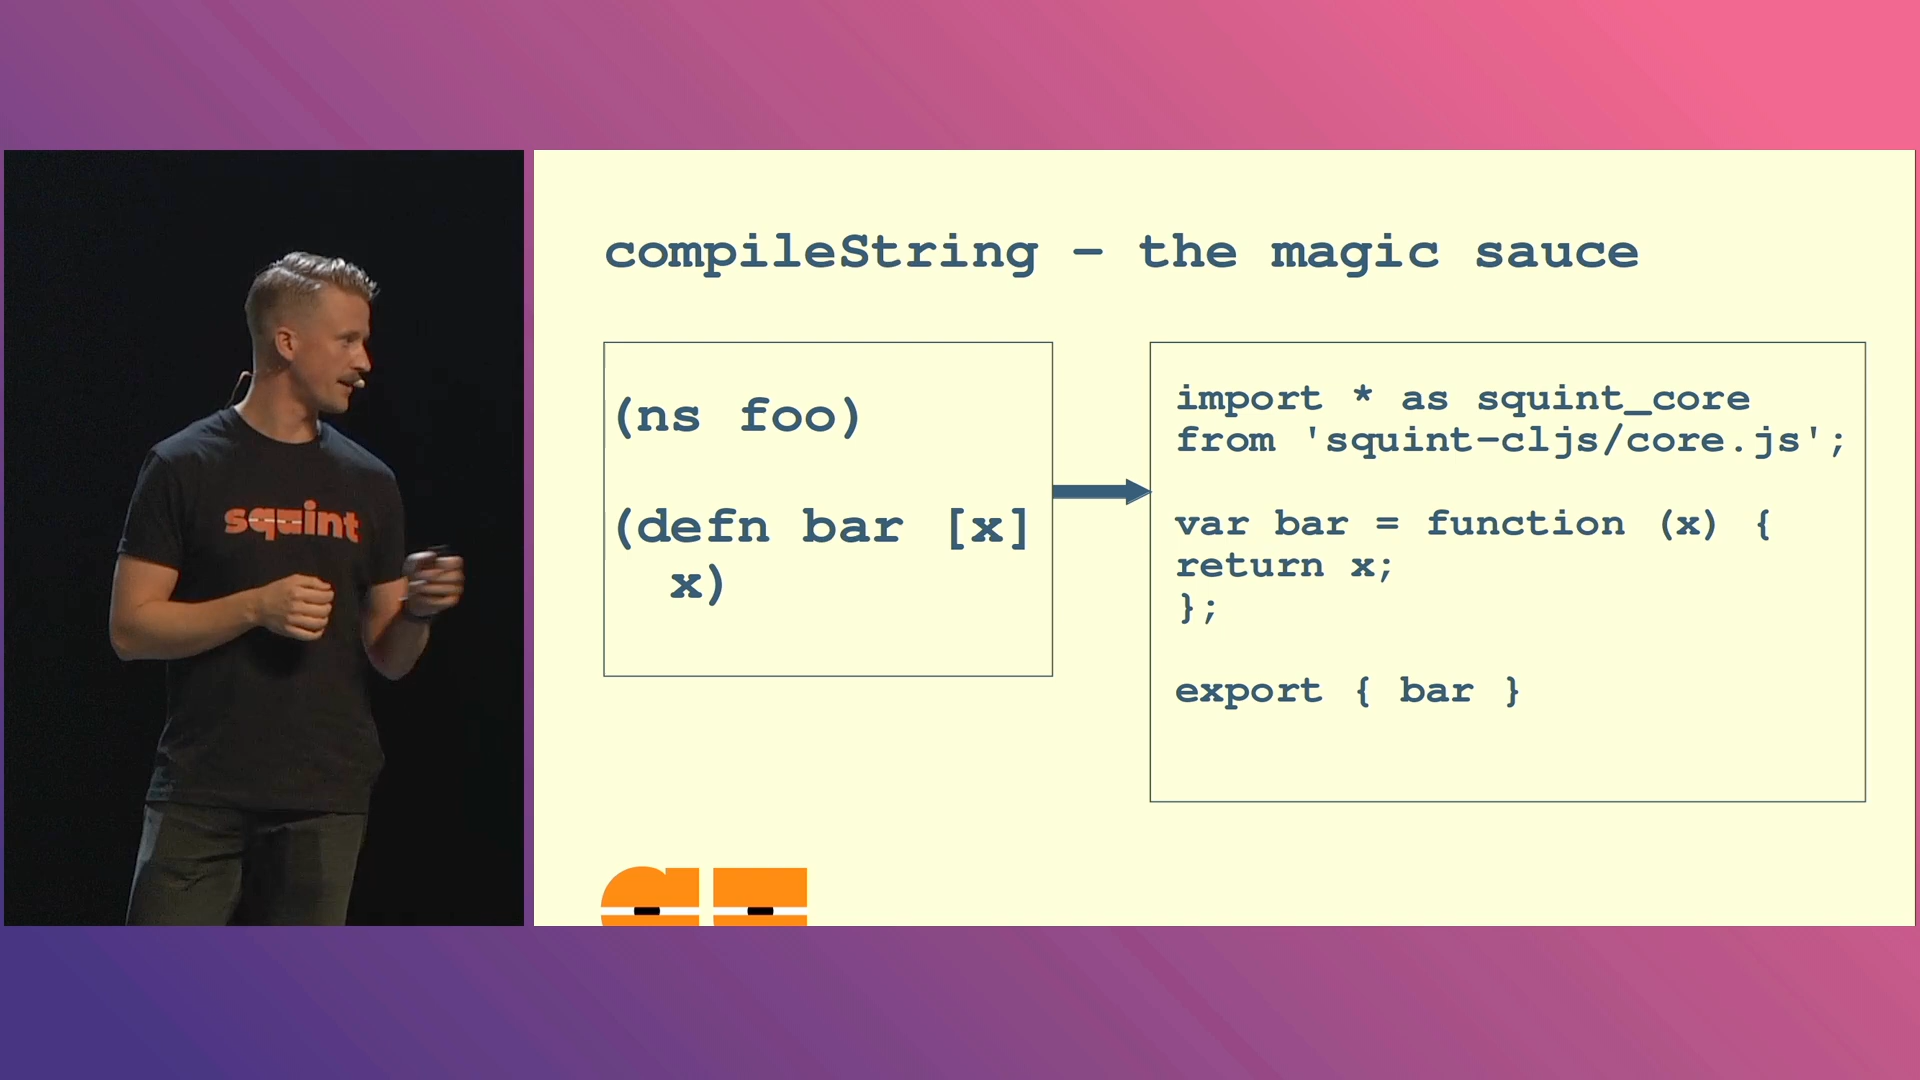 squint
compileString – the magic sauce
(ns foo)
(defn bar [x]
x)
import * as squint_core
from 'squint-cljs/core.js';
var bar = function (x) {
return x;
};
export { bar }